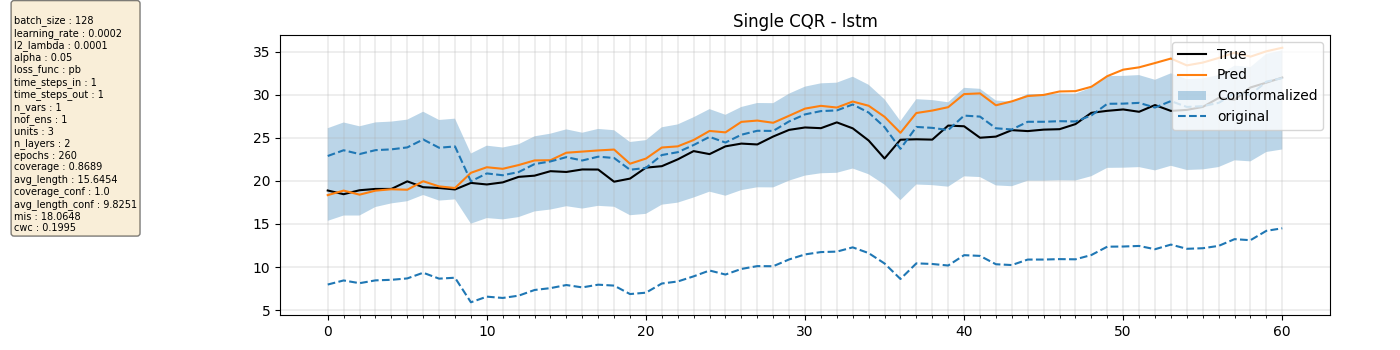 batch_size : 128
learning_rate : 0.0002
l2_lambda : 0.0001
alpha : 0.05
loss_func : pb
time_steps_in : 1
time_steps_out : 1
n_vars : 1
nof_ens : 1
units : 3
n_layers : 2
epochs : 260
coverage : 0.8689
avg_length : 15.6454
coverage_conf : 1.0
avg_length_conf : 9.8251
mis : 18.0648
cwc : 0.1995
Single CQR - lstm
35
30
25
20
15
10
5
True
Pred
Conformalized
original
0 10 20 30 40 50 60